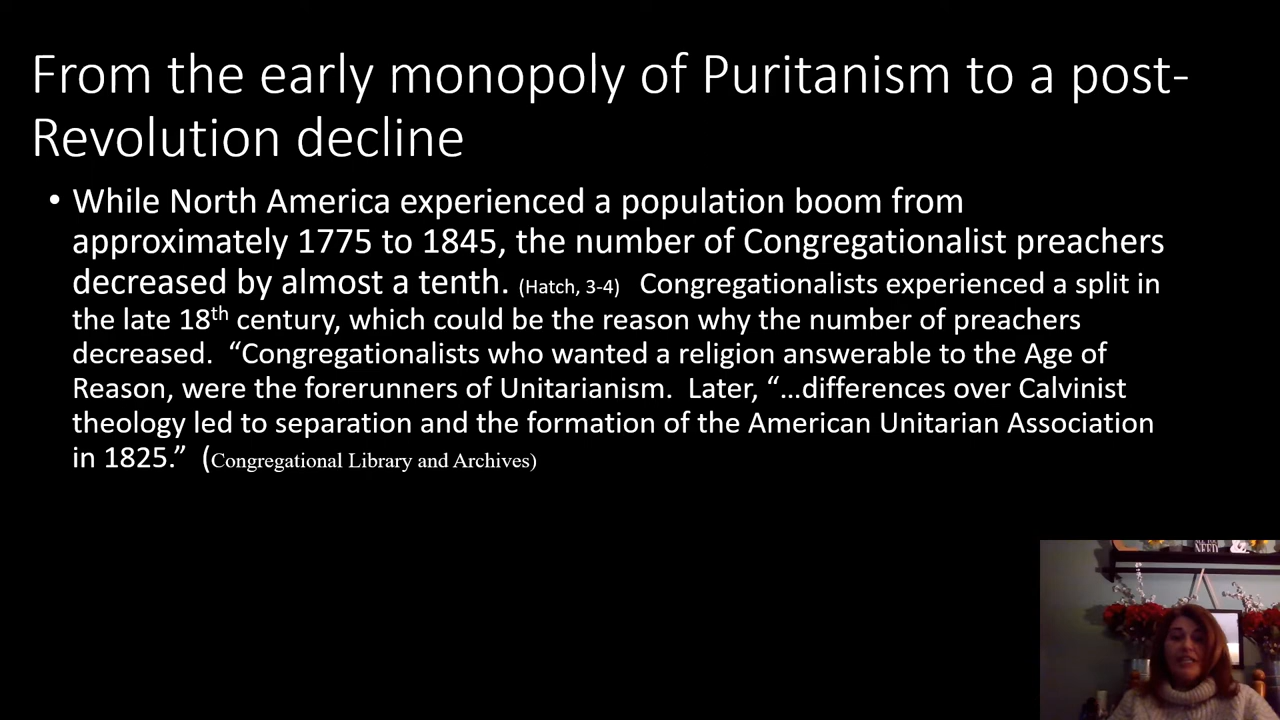 From the early monopoly of Puritanism to a post-
Revolution decline
• While North America experienced a population boom from
approximately 1775 to 1845, the number of Congregationalist preachers
decreased by almost a tenth. (Hatch, 3-4) Congregationalists experienced a split in
the late 18th century, which could be the reason why the number of preachers
decreased. “Congregationalists who wanted a religion answerable to the Age of
Reason, were the forerunners of Unitarianism. Later, “…differences over Calvinist
theology led to separation and the formation of the American Unitarian Association
in 1825.” (Congregational Library and Archives)
NEED